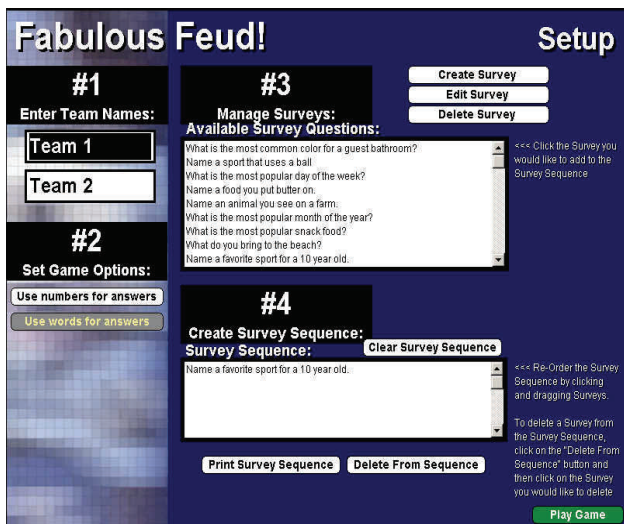 Fabulous Feud!
Setup
#1
Enter Team Names:
Team 1
Team 2
#2
Set Game Options:
Use numbers for answers
Use words for answers
#3
Manage Surveys:
Create Survey
Edit Survey
Delete Survey
Available Survey Questions:
What is the most common color for a guest bathroom?
Name a sport that uses a ball
What is the most popular day of the week?
Name a food you put butter on.
Name an animal you see on a farm.
What is the most popular month of the year?
What is the most popular snack food?
What do you bring to the beach?
Name a favorite sport for a 10 year old.
<<< Click the Survey you
would like to add to the
Survey Sequence
#4
Create Survey Sequence:
Survey Sequence:
Clear Survey Sequence
Name a favorite sport for a 10 year old.
<<< Re-Order the Survey
Sequence by clicking
and dragging Surveys.
To delete a Survey from
the Survey Sequence,
click on the "Delete From
Sequence" button and
then click on the Survey
you would like to delete
Print Survey Sequence
Delete From Sequence
Play Game